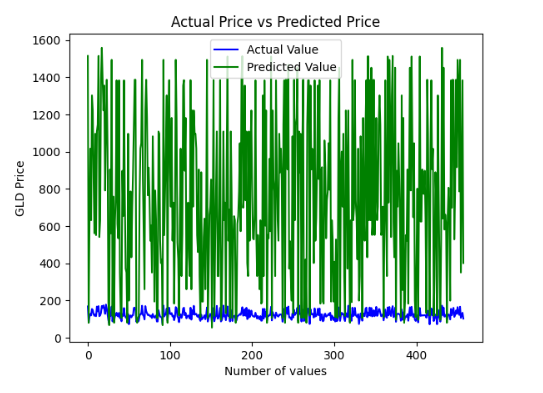 Actual Price vs Predicted Price
Actual Value
Predicted Value
1600
1400
1200
1000
800
600
400
200
0
GLD Price
0 100 200 300 400
Number of values